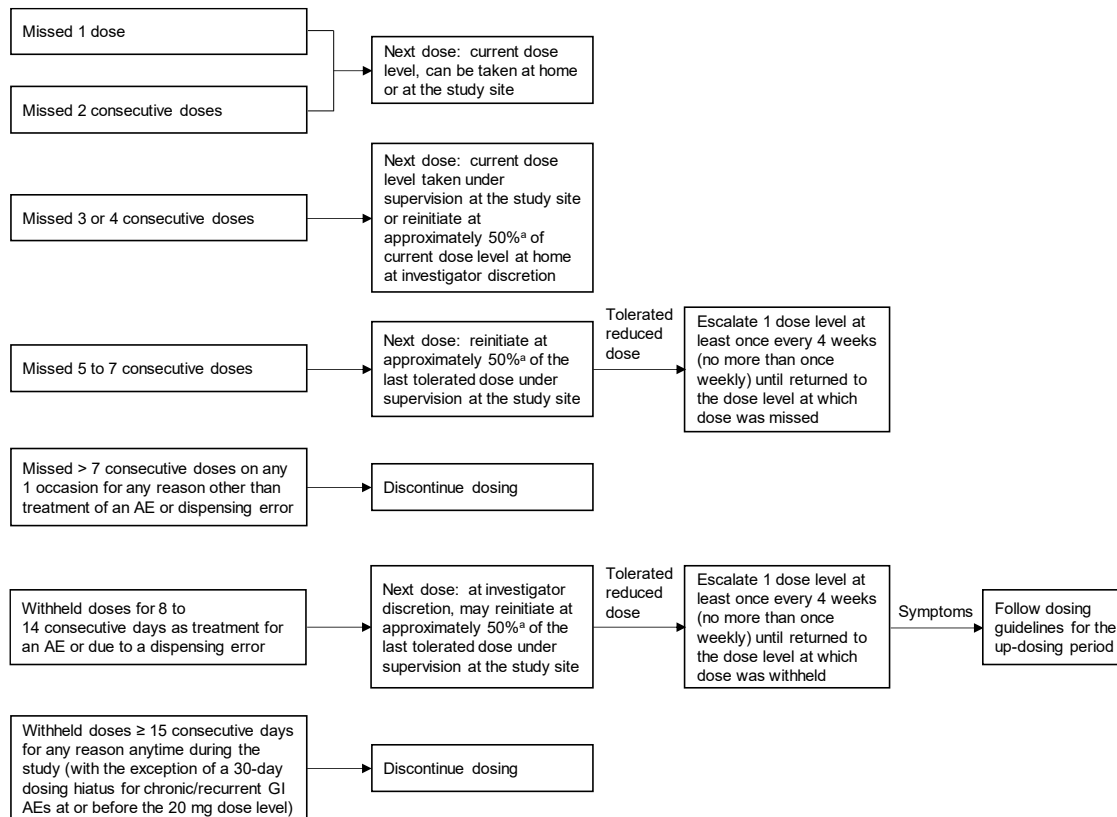 Missed 1 dose
Missed 2 consecutive doses
Next dose: current dose
level, can be taken at home
or at the study site
Missed 3 or 4 consecutive doses
Next dose: current dose
level taken under
supervision at the study site
or reinitiate at
approximately 50%ᵃ of
current dose level at home
at investigator discretion
Missed 5 to 7 consecutive doses
Next dose: reinitiate at
approximately 50%ᵃ of the
last tolerated dose under
supervision at the study site
Tolerated
reduced
dose
Escalate 1 dose level at
least once every 4 weeks
(no more than once
weekly) until returned to
the dose level at which
dose was missed
Missed > 7 consecutive doses on any
1 occasion for any reason other than
treatment of an AE or dispensing error
Discontinue dosing
Withheld doses for 8 to
14 consecutive days as treatment for
an AE or due to a dispensing error
Next dose: at investigator
discretion, may reinitiate at
approximately 50%ᵃ of the
last tolerated dose under
supervision at the study site
Tolerated
reduced
dose
Escalate 1 dose level at
least once every 4 weeks
(no more than once
weekly) until returned to
the dose level at which
dose was withheld
Symptoms
Follow dosing
guidelines for the
up-dosing period
Withheld doses ≥ 15 consecutive days
for any reason anytime during the
study (with the exception of a 30-day
dosing hiatus for chronic/recurrent GI
AEs at or before the 20 mg dose level)
Discontinue dosing